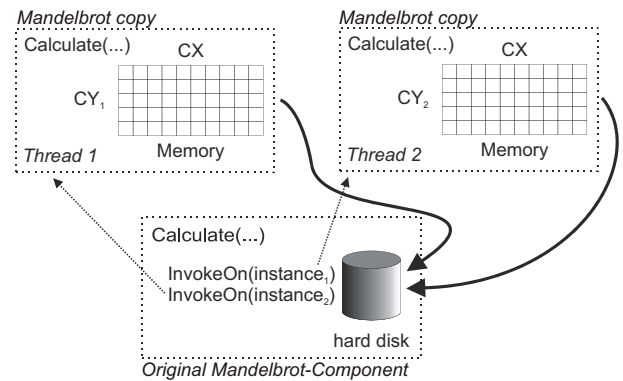 Mandelbrot copy
Calculate(...)
CX
CY₁
Thread 1
Memory
Mandelbrot copy
Calculate(...)
CX
CY₂
Thread 2
Memory
Calculate(...)
InvokeOn(instance₁)
InvokeOn(instance₂)
hard disk
Original Mandelbrot-Component